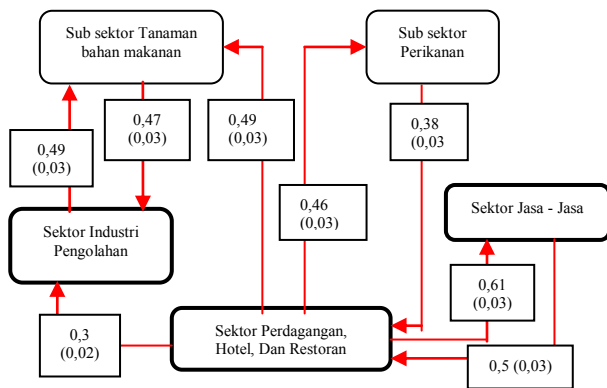 Sub sektor Tanaman
bahan makanan
Sub sektor
Perikanan
0,49
(0,03)
0,47
(0,03)
0,49
(0,03)
0,38
(0,03
0,46
(0,03)
Sektor Jasa - Jasa
Sektor Industri
Pengolahan
0,61
(0,03)
0,3
(0,02)
Sektor Perdagangan,
Hotel, Dan Restoran
0,5 (0,03)